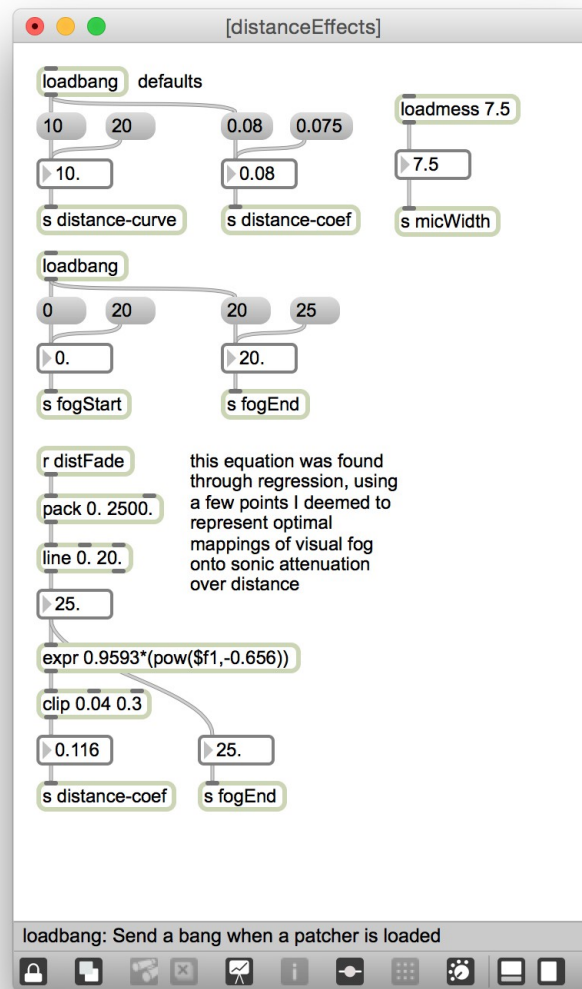 [distanceEffects]
loadbang defaults
loadmess 7.5
10 20 0.08 0.075
10. 0.08 7.5
s distance-curve s distance-coef s micWidth
loadbang
0 20 20 25
0. 20.
s fogStart s fogEnd
r distFade
this equation was found
through regression, using
a few points I deemed to
represent optimal
mappings of visual fog
onto sonic attenuation
over distance
pack 0. 2500.
line 0. 20.
25.
expr 0.9593*(pow($f1,-0.656))
clip 0.04 0.3
0.116 25.
s distance-coef s fogEnd
loadbang: Send a bang when a patcher is loaded